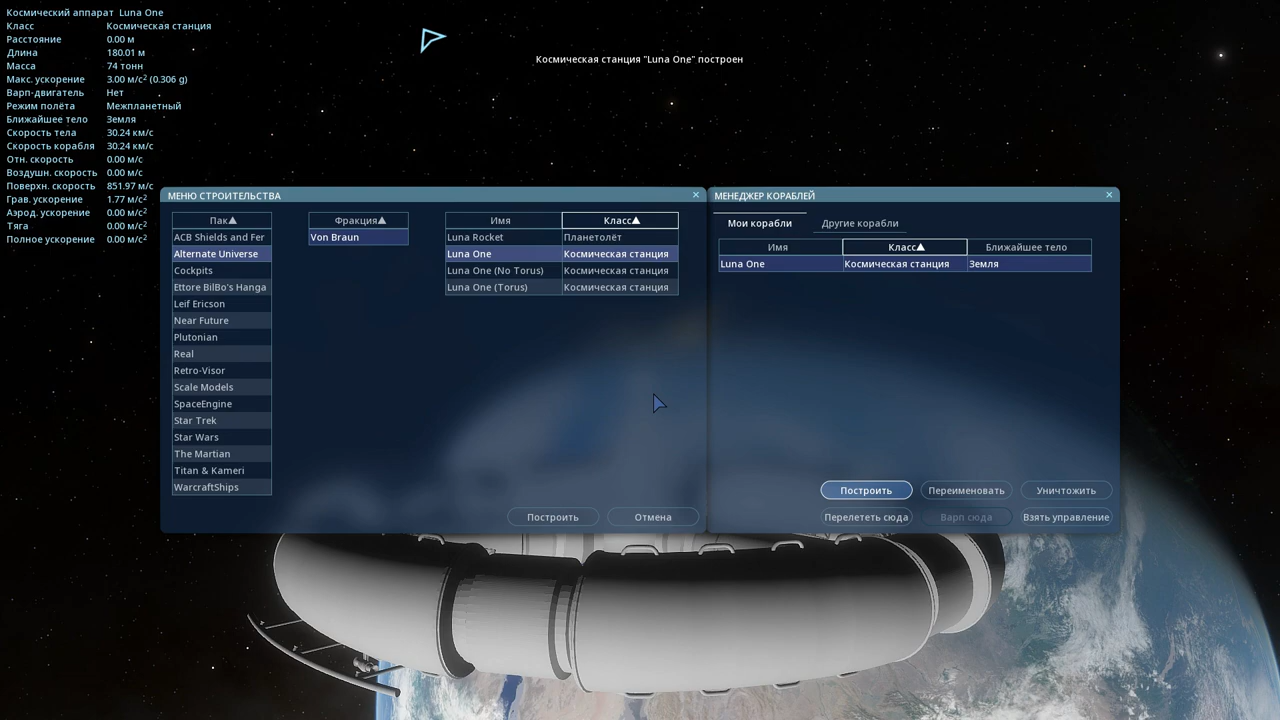 Космический аппарат Luna One
Класс Космическая станция
Расстояние 0.00 м
Длина 180.01 м
Масса 74 тонн
Макс. ускорение 3.00 м/с² (0.306 g)
Варп-двигатель Нет
Режим полёта Межпланетный
Ближайшее тело Земля
Скорость тела 30.24 км/с
Скорость корабля 30.24 км/с
Отн. скорость 0.00 м/с
Воздушн. скорость 0.00 м/с
Поверхн. скорость 851.97 м/с
Грав. ускорение 1.77 м/с²
Аэрод. ускорение 0.00 м/с²
Тяга 0.00 м/с²
Полное ускорение 0.00 м/с²
Космическая станция "Luna One" построен
МЕНЮ СТРОИТЕЛЬСТВА
Пак▲ Фракция▲ Имя Класс▲
ACB Shields and Fer
Alternate Universe
Cockpits
Ettore BilBo's Hanga
Leif Ericson
Near Future
Plutonian
Real
Retro-Visor
Scale Models
SpaceEngine
Star Trek
Star Wars
The Martian
Titan & Kameri
WarcraftShips
Von Braun
Luna Rocket Планетолёт
Luna One Космическая станция
Luna One (No Torus) Космическая станция
Luna One (Torus) Космическая станция
Построить Отмена
МЕНЕДЖЕР КОРАБЛЕЙ
Мои корабли Другие корабли
Имя Класс▲ Ближайшее тело
Luna One Космическая станция Земля
Построить Переименовать Уничтожить
Перелететь сюда Варп сюда Взять управление